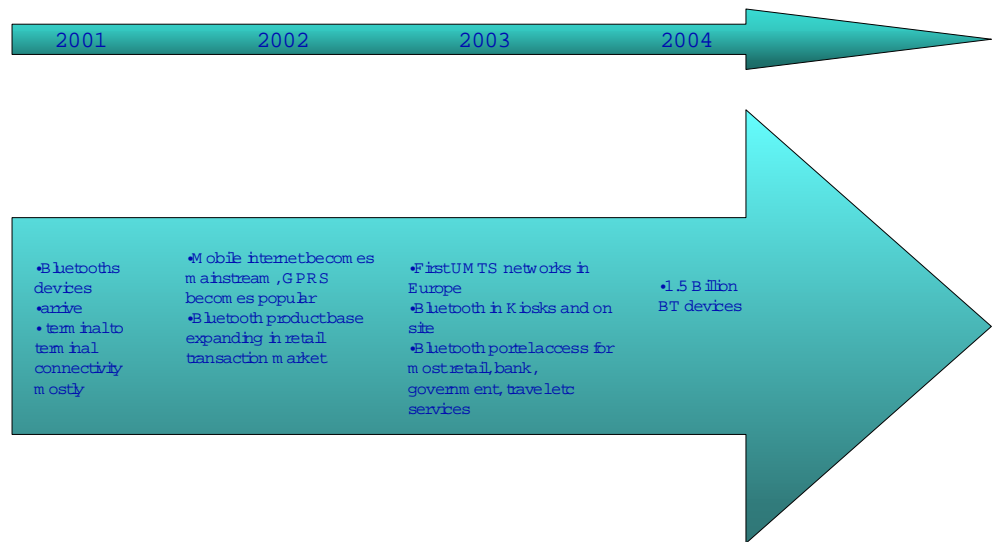 2001 2002 2003 2004
•Bluetooths
devices
•arrive
• terminal to
terminal
connectivity
mostly
•Mobile internet becomes
mainstream, GPRS
becomes popular
•Bluetooth product base
expanding in retail
transaction market
•First UMTS networks in
Europe
•Bluetooth in Kiosks and on
site
•Bluetooth portel access for
most retail, bank,
government, travel etc
services
•1.5 Billion
BT devices